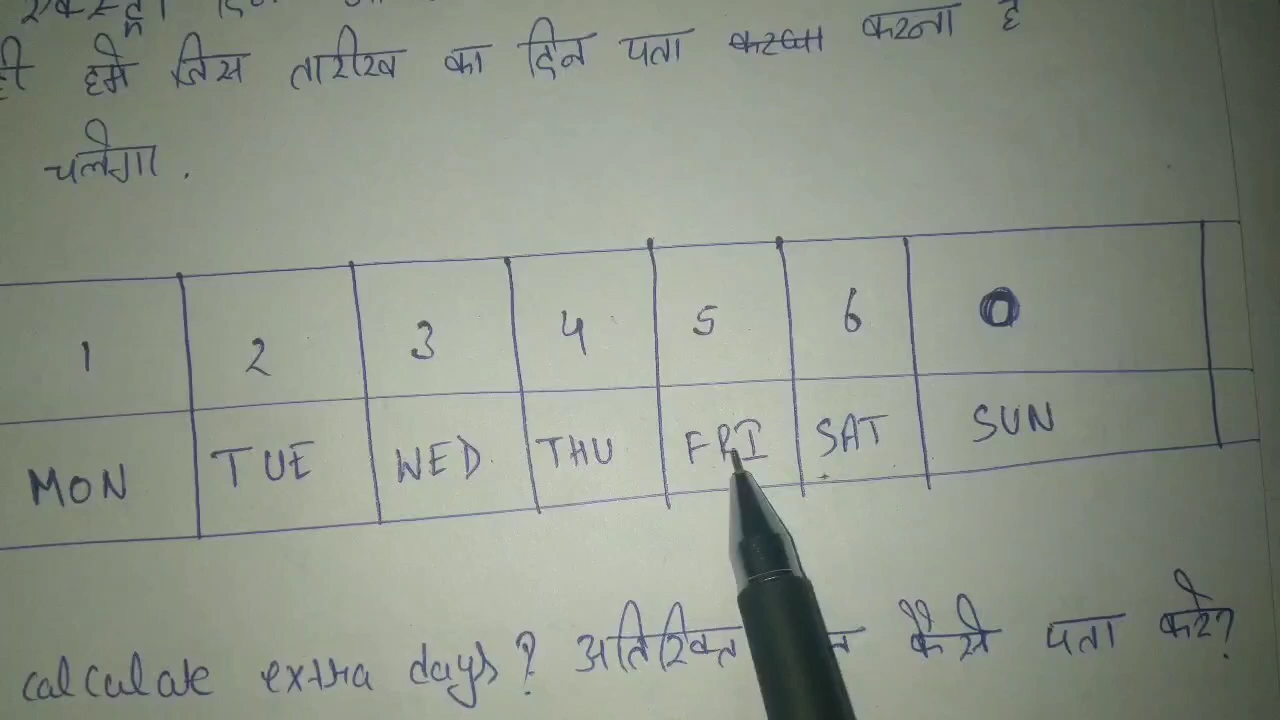 हमे जिस तारीख का दिन पता करना है
चलेगा.
1 2 3 4 5 6 0
MON TUE WED THU FRI SAT SUN
calculate extra days? अतिरिक्त कैसे पता करे?